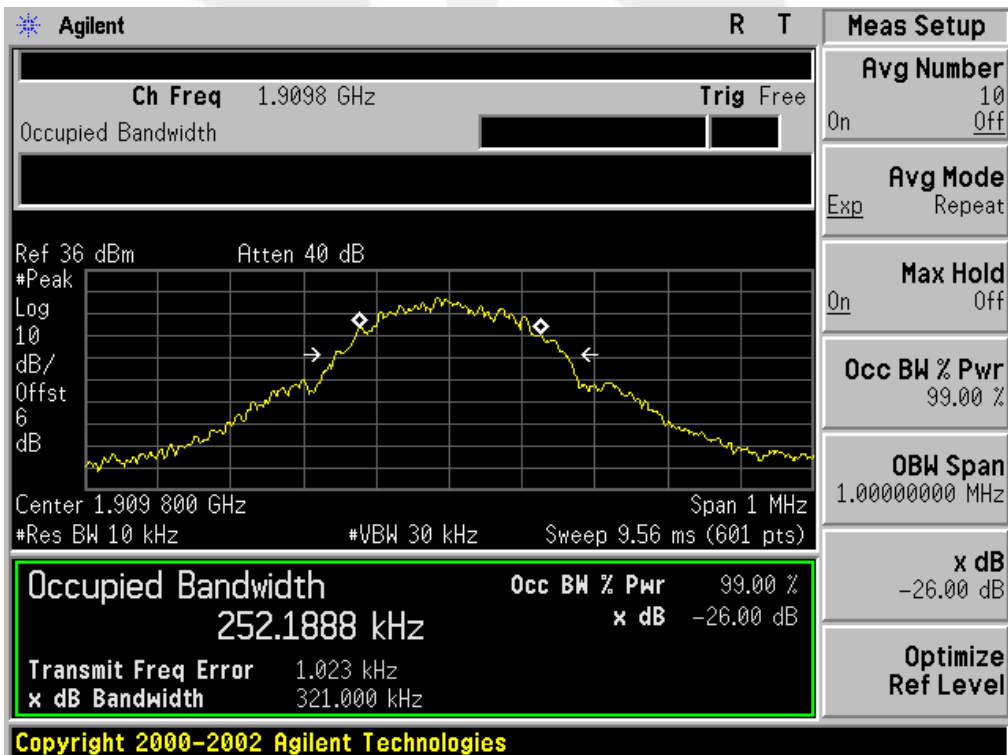 Agilent R T
Ch Freq 1.9098 GHz Trig Free
Occupied Bandwidth
Ref 36 dBm Atten 40 dB
#Peak
Log
10
dB/
Offst
6
dB
Center 1.909 800 GHz Span 1 MHz
#Res BW 10 kHz #VBW 30 kHz Sweep 9.56 ms (601 pts)
Occupied Bandwidth
252.1888 kHz
Occ BW % Pwr 99.00 %
x dB -26.00 dB
Transmit Freq Error 1.023 kHz
x dB Bandwidth 321.000 kHz
Copyright 2000-2002 Agilent Technologies
Meas Setup
Avg Number
10
On Off
Avg Mode
Exp Repeat
Max Hold
On Off
Occ BW % Pwr
99.00 %
OBW Span
1.00000000 MHz
x dB
-26.00 dB
Optimize
Ref Level